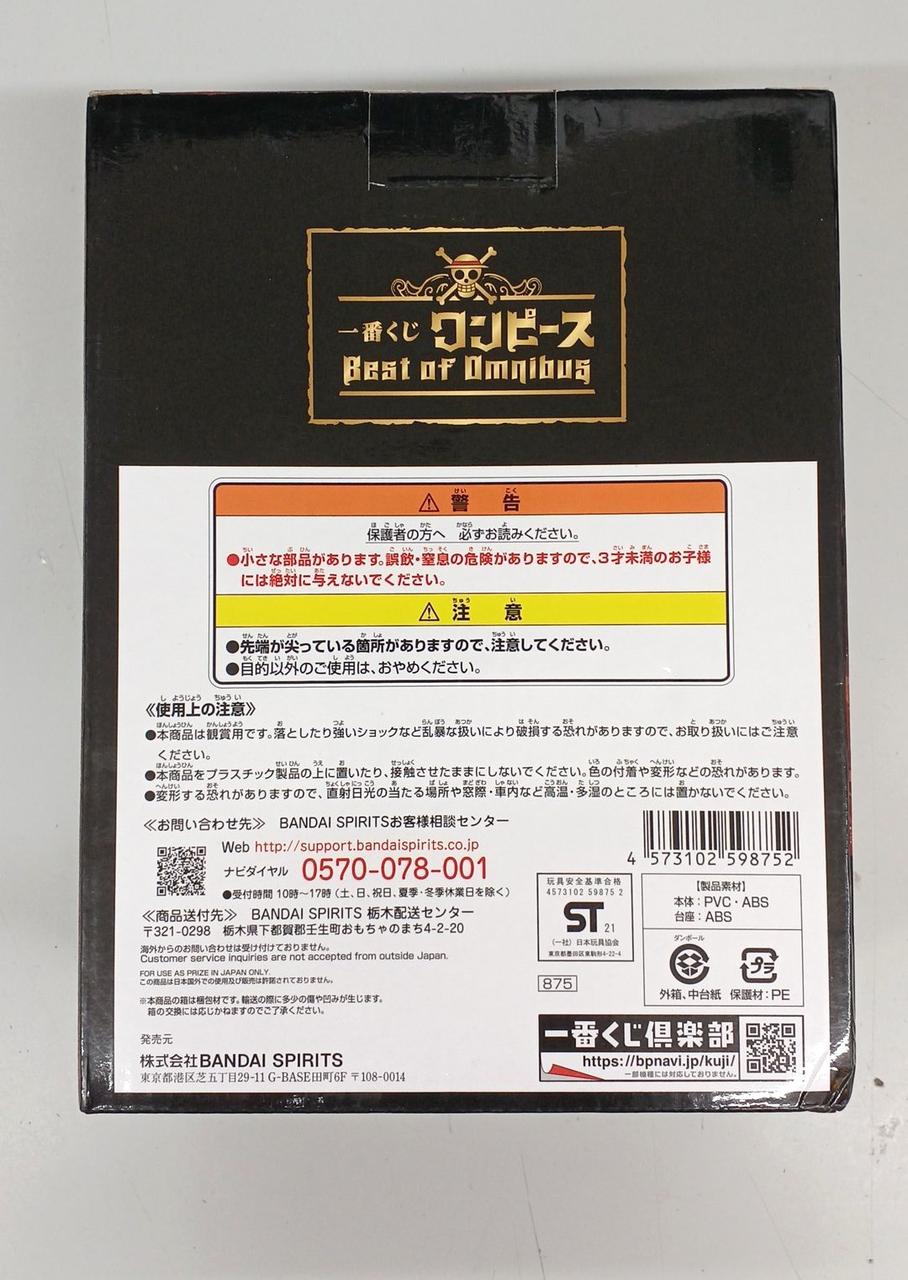 一番くじ ワンピース
Best of Omnibus
⚠警告
保護者の方へ 必ずお読みください。
●小さな部品があります。誤飲・窒息の危険がありますので、3才未満のお子様
には絶対に与えないでください。
⚠注意
●先端が尖っている箇所がありますので、注意してください。
●目的以外のご使用は、おやめください。
《使用上の注意》
●本商品は観賞用です。落としたり強いショックなど乱暴な扱いにより破損する恐れがありますので、お取り扱いにはご注意
ください。
●本商品をプラスチック製品の上に置いたり、接触させたままにしないでください。色の付着や変形などの恐れがあります。
●変形する恐れがありますので、直射日光の当たる場所や窓際・車内など高温・多湿のところには置かないでください。
≪お問い合わせ先≫ BANDAI SPIRITSお客様相談センター
Web http://support.bandaispirits.co.jp
ナビダイヤル 0570-078-001
●受付時間 10時〜17時(土、日、祝日、夏季・冬季休業日を除く)
≪商品送付先≫ BANDAI SPIRITS 栃木配送センター
〒321-0298 栃木県下都賀郡壬生町おもちゃのまち4-2-20
海外からのお問い合わせは受け付けておりません。
Customer service inquiries are not accepted from outside Japan.
FOR USE AS PRIZE IN JAPAN ONLY.
この商品は日本国外での使用及び販売は許諾されておりません。
※本商品の箱は梱包材です。輸送の際に多少の傷や凹みが生じます。
箱の交換には応じかねますのでご了承ください。
発売元
株式会社BANDAI SPIRITS
東京都港区芝五丁目29-11 G-BASE田町6F 〒108-0014
4 573102 598752
玩具安全基準合格
4573102 59875 2
ST 21
(一社)日本玩具協会
東京都墨田区東駒形4-22-4
875
【製品素材】
本体:PVC・ABS
台座:ABS
ダンボール
プラ
外箱、中台紙 保護材:PE
一番くじ倶楽部
https://bpnavi.jp/kuji/
一部機種には対応しておりません。